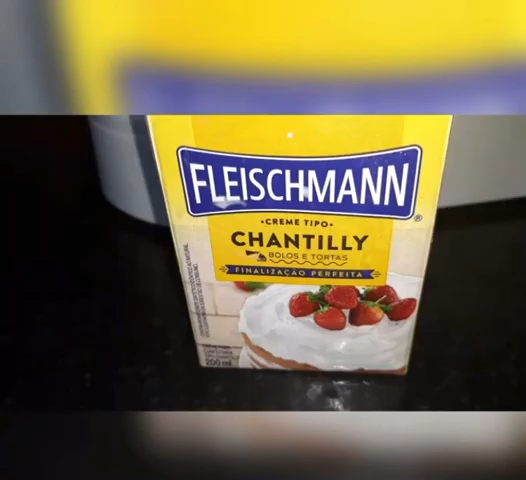 FLEISCHMANN®
•CREME TIPO•
CHANTILLY
BOLOS E TORTAS
FINALIZAÇÃO PERFEITA
200 ml